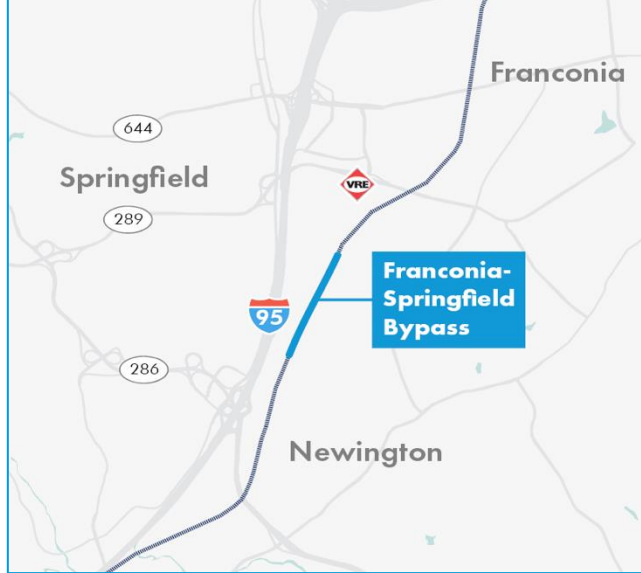 Franconia
644
Springfield
VRE
289
Franconia-
Springfield
Bypass
95
286
Newington